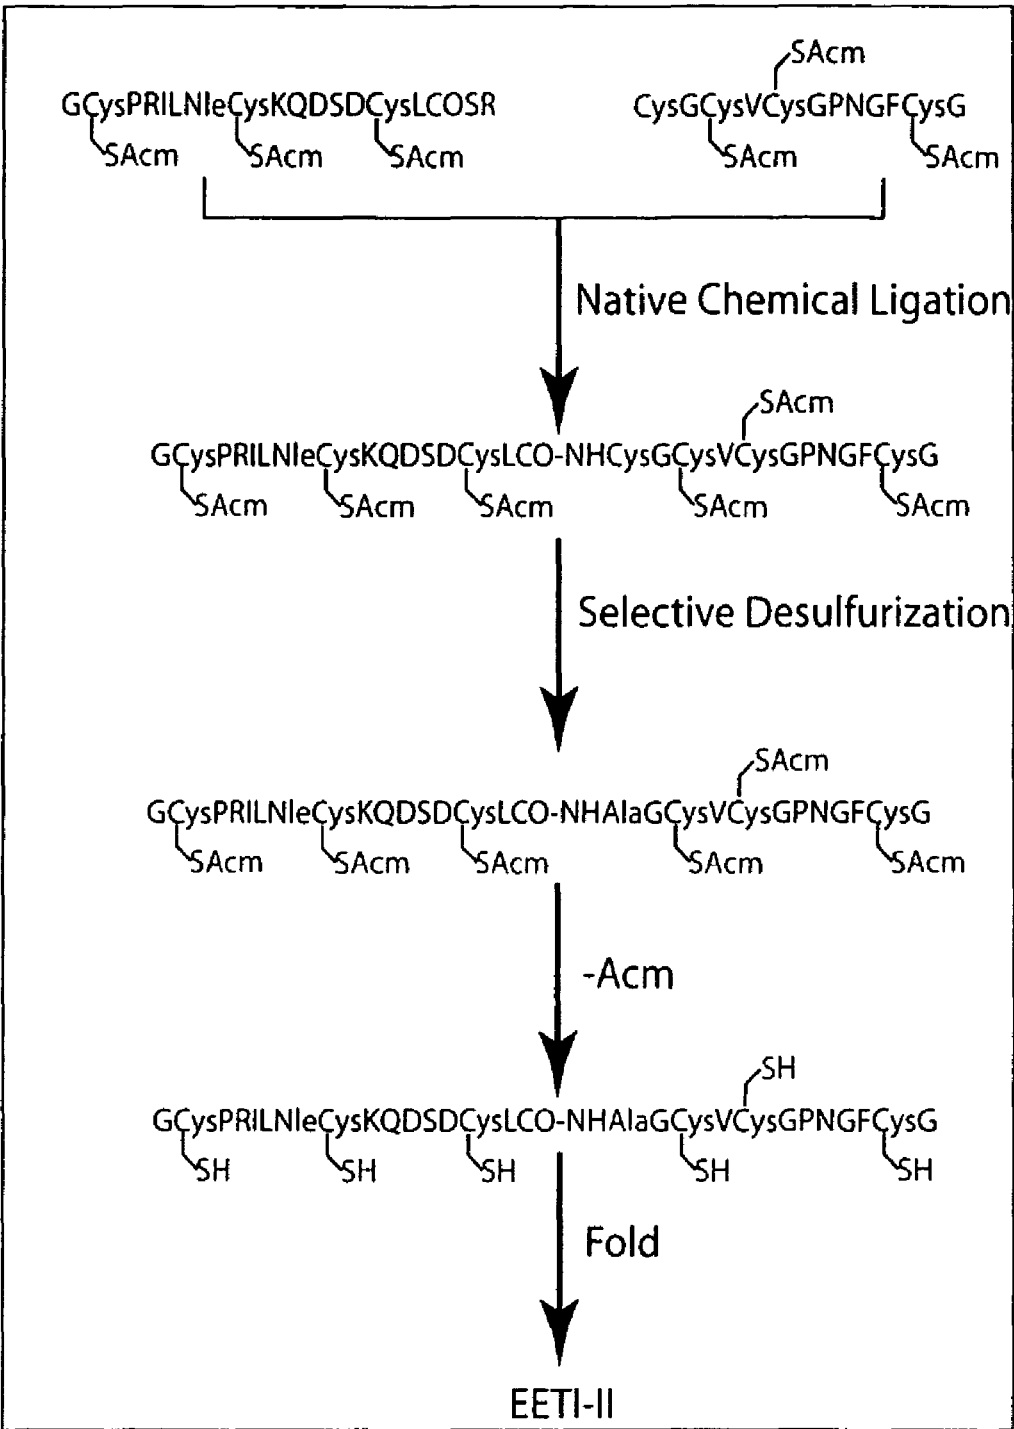 SAcm
GCysPRILNleCysKQDSDCysLCOSR CysGCysVCysGPNGFCysG
SAcm SAcm SAcm SAcm SAcm
Native Chemical Ligation
SAcm
GCysPRILNleCysKQDSDCysLCO-NHCysGCysVCysGPNGFCysG
SAcm SAcm SAcm SAcm SAcm
Selective Desulfurization
SAcm
GCysPRILNleCysKQDSDCysLCO-NHAlaGCysVCysGPNGFCysG
SAcm SAcm SAcm SAcm SAcm
-Acm
SH
GCysPRILNleCysKQDSDCysLCO-NHAlaGCysVCysGPNGFCysG
SH SH SH SH SH
Fold
EETI-II